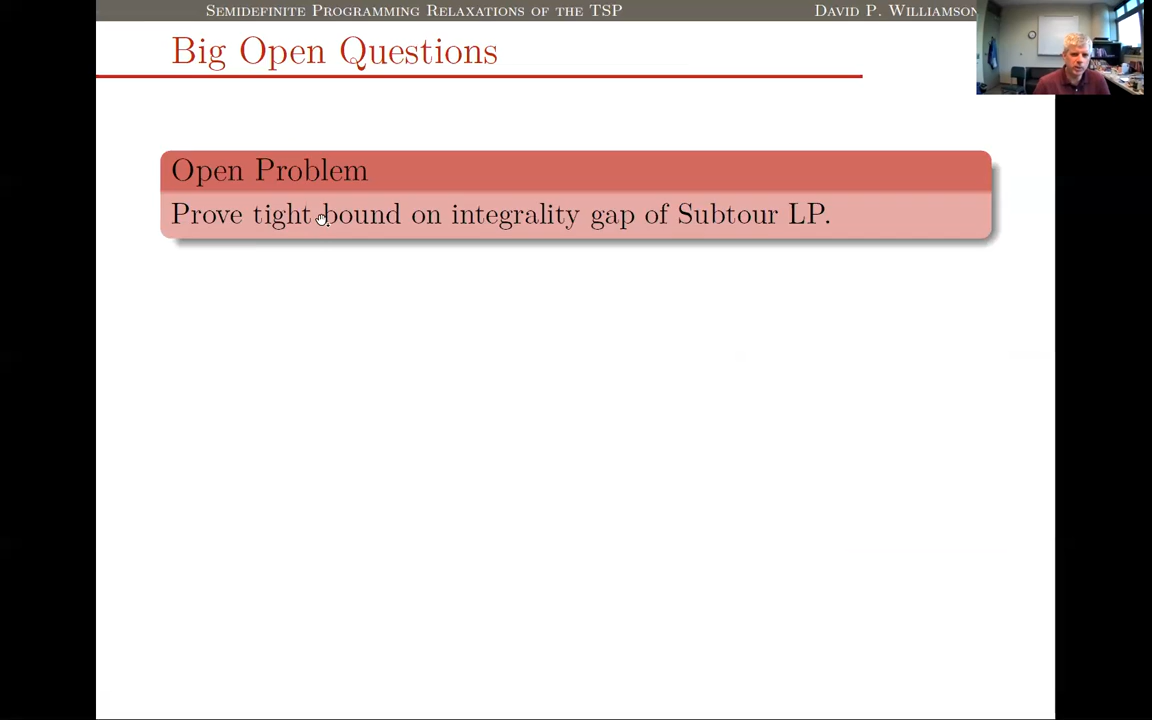 Semidefinite Programming Relaxations of the TSP David P. Williamson
Big Open Questions
Open Problem
Prove tight bound on integrality gap of Subtour LP.